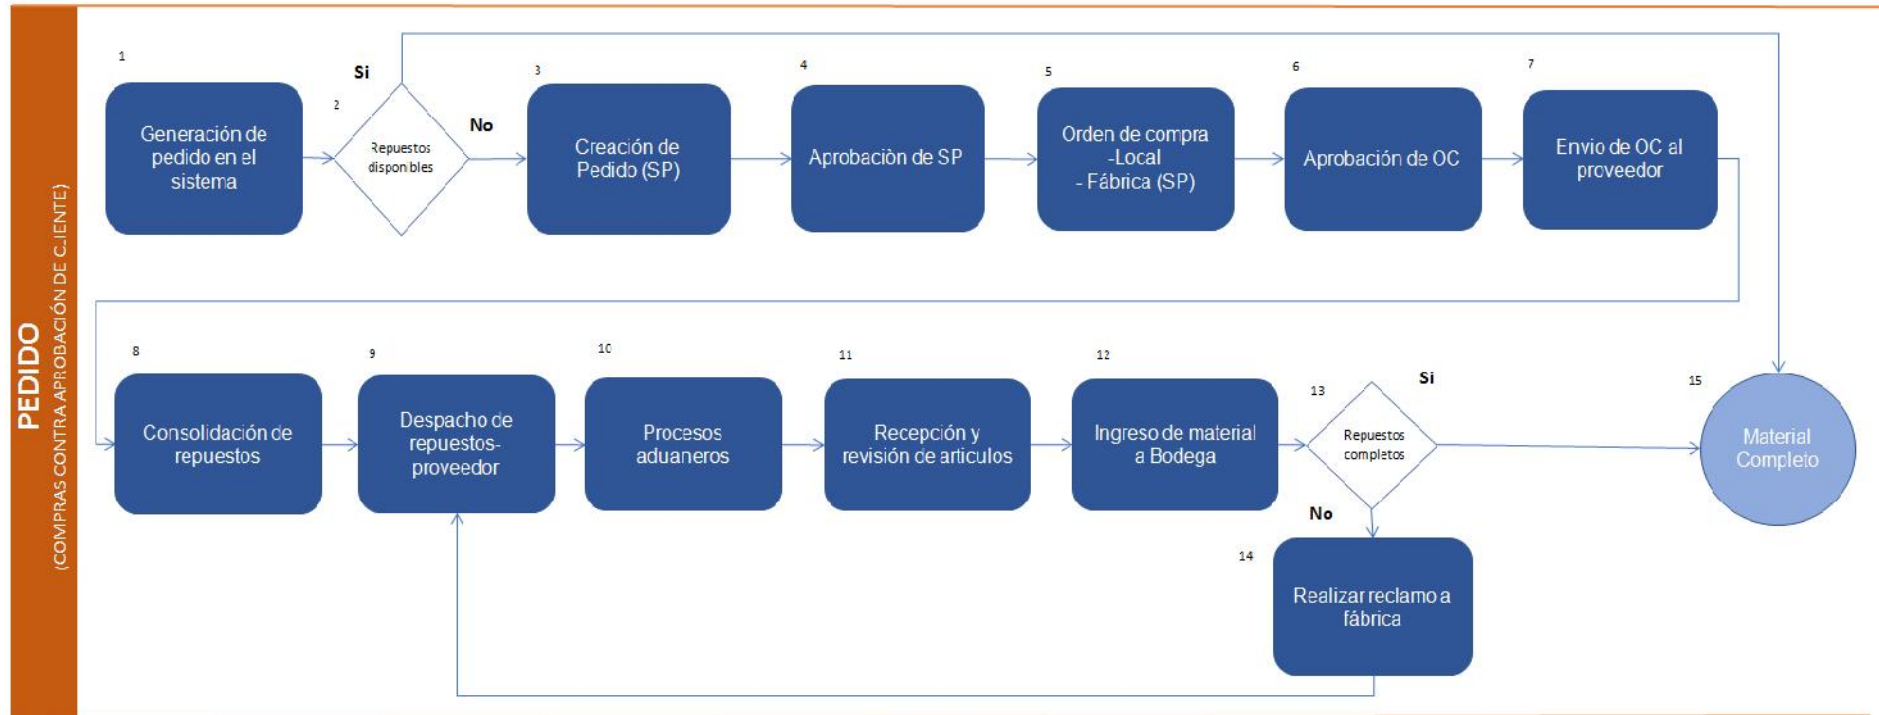 PEDIDO
(COMPRAS CONTRA APROBACIÓN DE CLIENTE)
1
Generación de
pedido en el
sistema
Si
2
Repuestos
disponibles
No
3
Creación de
Pedido (SP)
4
Aprobaciòn de SP
5
Orden de compra
-Local
- Fábrica (SP)
6
Aprobación de OC
7
Envio de OC al
proveedor
8
Consolidación de
repuestos
9
Despacho de
repuestos-
proveedor
10
Procesos
aduaneros
11
Recepción y
revisión de articulos
12
Ingreso de material
a Bodega
13
Repuestos
completos
Si
No
14
Realizar reclamo a
fábrica
15
Material
Completo